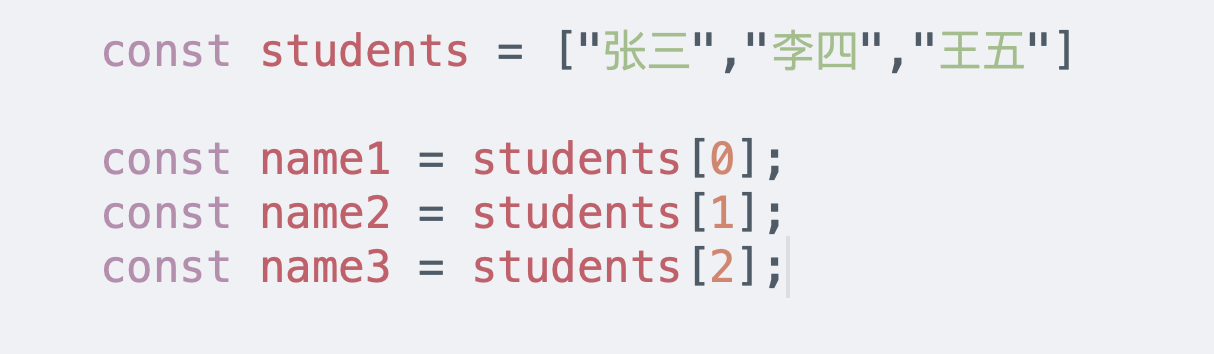 const students = ["张三","李四","王五"]
const name1 = students[0];
const name2 = students[1];
const name3 = students[2];